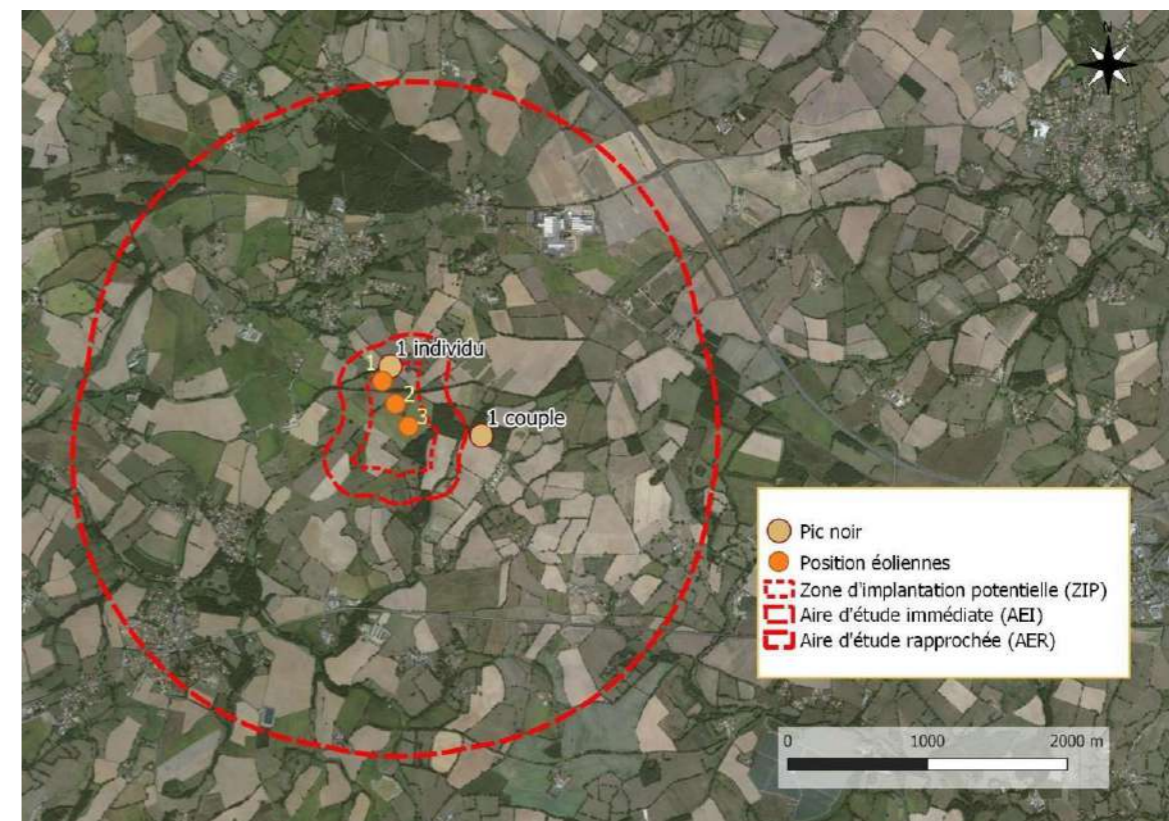 N
1 individu
1
2
3
1 couple
Pic noir
Position éoliennes
Zone d'implantation potentielle (ZIP)
Aire d'étude immédiate (AEI)
Aire d'étude rapprochée (AER)
0 1000 2000 m